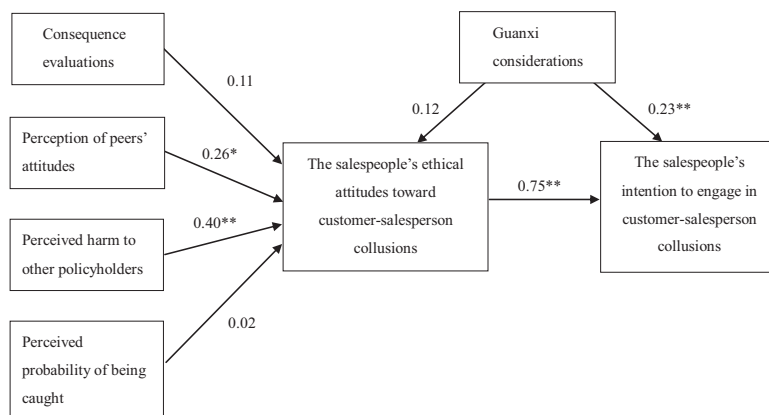 Consequence
evaluations
Guanxi
considerations
0.11
0.12
0.23**
Perception of peers'
attitudes
0.26*
The salespeople's ethical
attitudes toward
customer-salesperson
collusions
0.75**
The salespeople's
intention to engage in
customer-salesperson
collusions
Perceived harm to
other policyholders
0.40**
0.02
Perceived
probability of being
caught